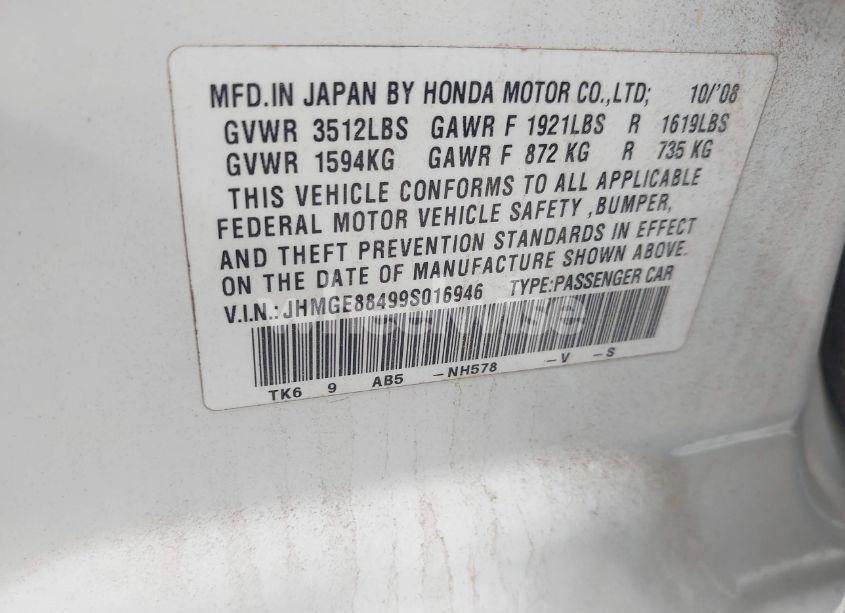 MFD.IN JAPAN BY HONDA MOTOR CO.,LTD; 10/'08
GVWR 3512LBS GAWR F 1921LBS R 1619LBS
GVWR 1594KG GAWR F 872 KG R 735 KG
THIS VEHICLE CONFORMS TO ALL APPLICABLE
FEDERAL MOTOR VEHICLE SAFETY ,BUMPER,
AND THEFT PREVENTION STANDARDS IN EFFECT
ON THE DATE OF MANUFACTURE SHOWN ABOVE.
V.I.N.: JHMGE88499S016946 TYPE:PASSENGER CAR
TK6 9 AB5 -NH578 -V -S